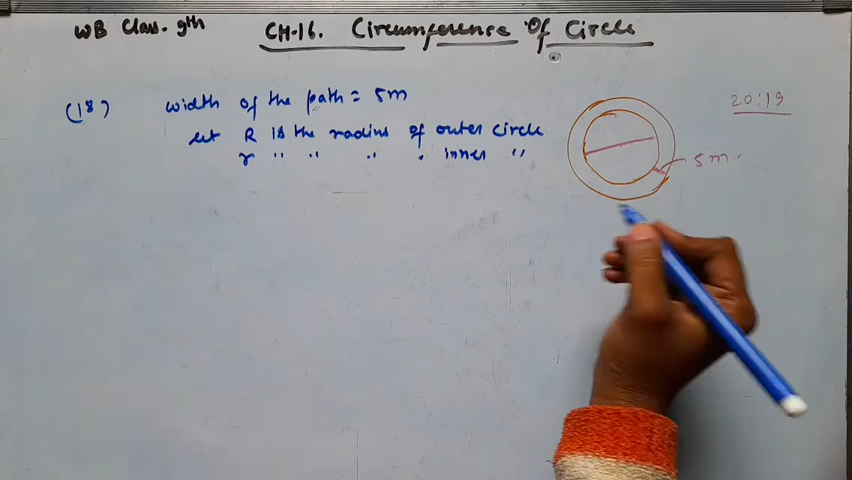 WB Class. 9th CH-16. Circumference Of Circle
(18) width of the path = 5m
20:19
let R is the radius of outer circle
r " " " " inner "
5m.